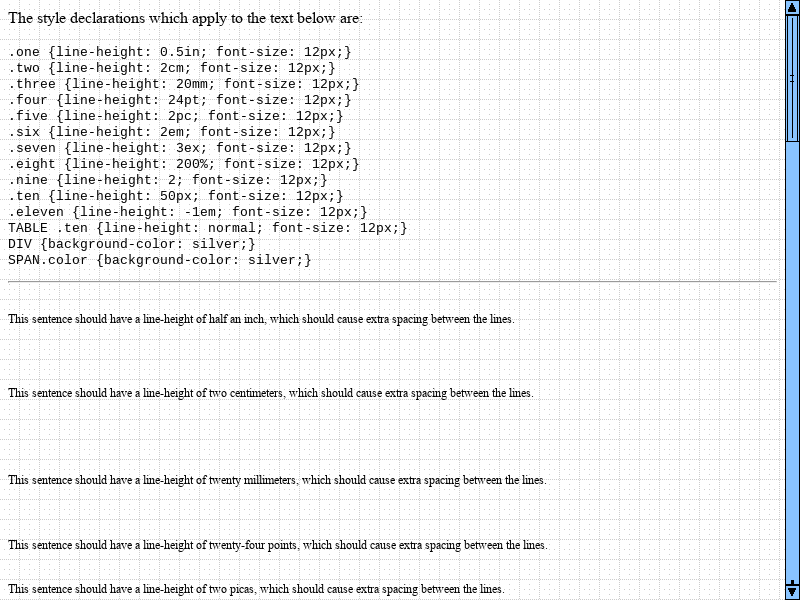 The style declarations which apply to the text below are:
.one {line-height: 0.5in; font-size: 12px;}
.two {line-height: 2cm; font-size: 12px;}
.three {line-height: 20mm; font-size: 12px;}
.four {line-height: 24pt; font-size: 12px;}
.five {line-height: 2pc; font-size: 12px;}
.six {line-height: 2em; font-size: 12px;}
.seven {line-height: 3ex; font-size: 12px;}
.eight {line-height: 200%; font-size: 12px;}
.nine {line-height: 2; font-size: 12px;}
.ten {line-height: 50px; font-size: 12px;}
.eleven {line-height: -1em; font-size: 12px;}
TABLE .ten {line-height: normal; font-size: 12px;}
DIV {background-color: silver;}
SPAN.color {background-color: silver;}
This sentence should have a line-height of half an inch, which should cause extra spacing between the lines.
This sentence should have a line-height of two centimeters, which should cause extra spacing between the lines.
This sentence should have a line-height of twenty millimeters, which should cause extra spacing between the lines.
This sentence should have a line-height of twenty-four points, which should cause extra spacing between the lines.
This sentence should have a line-height of two picas, which should cause extra spacing between the lines.